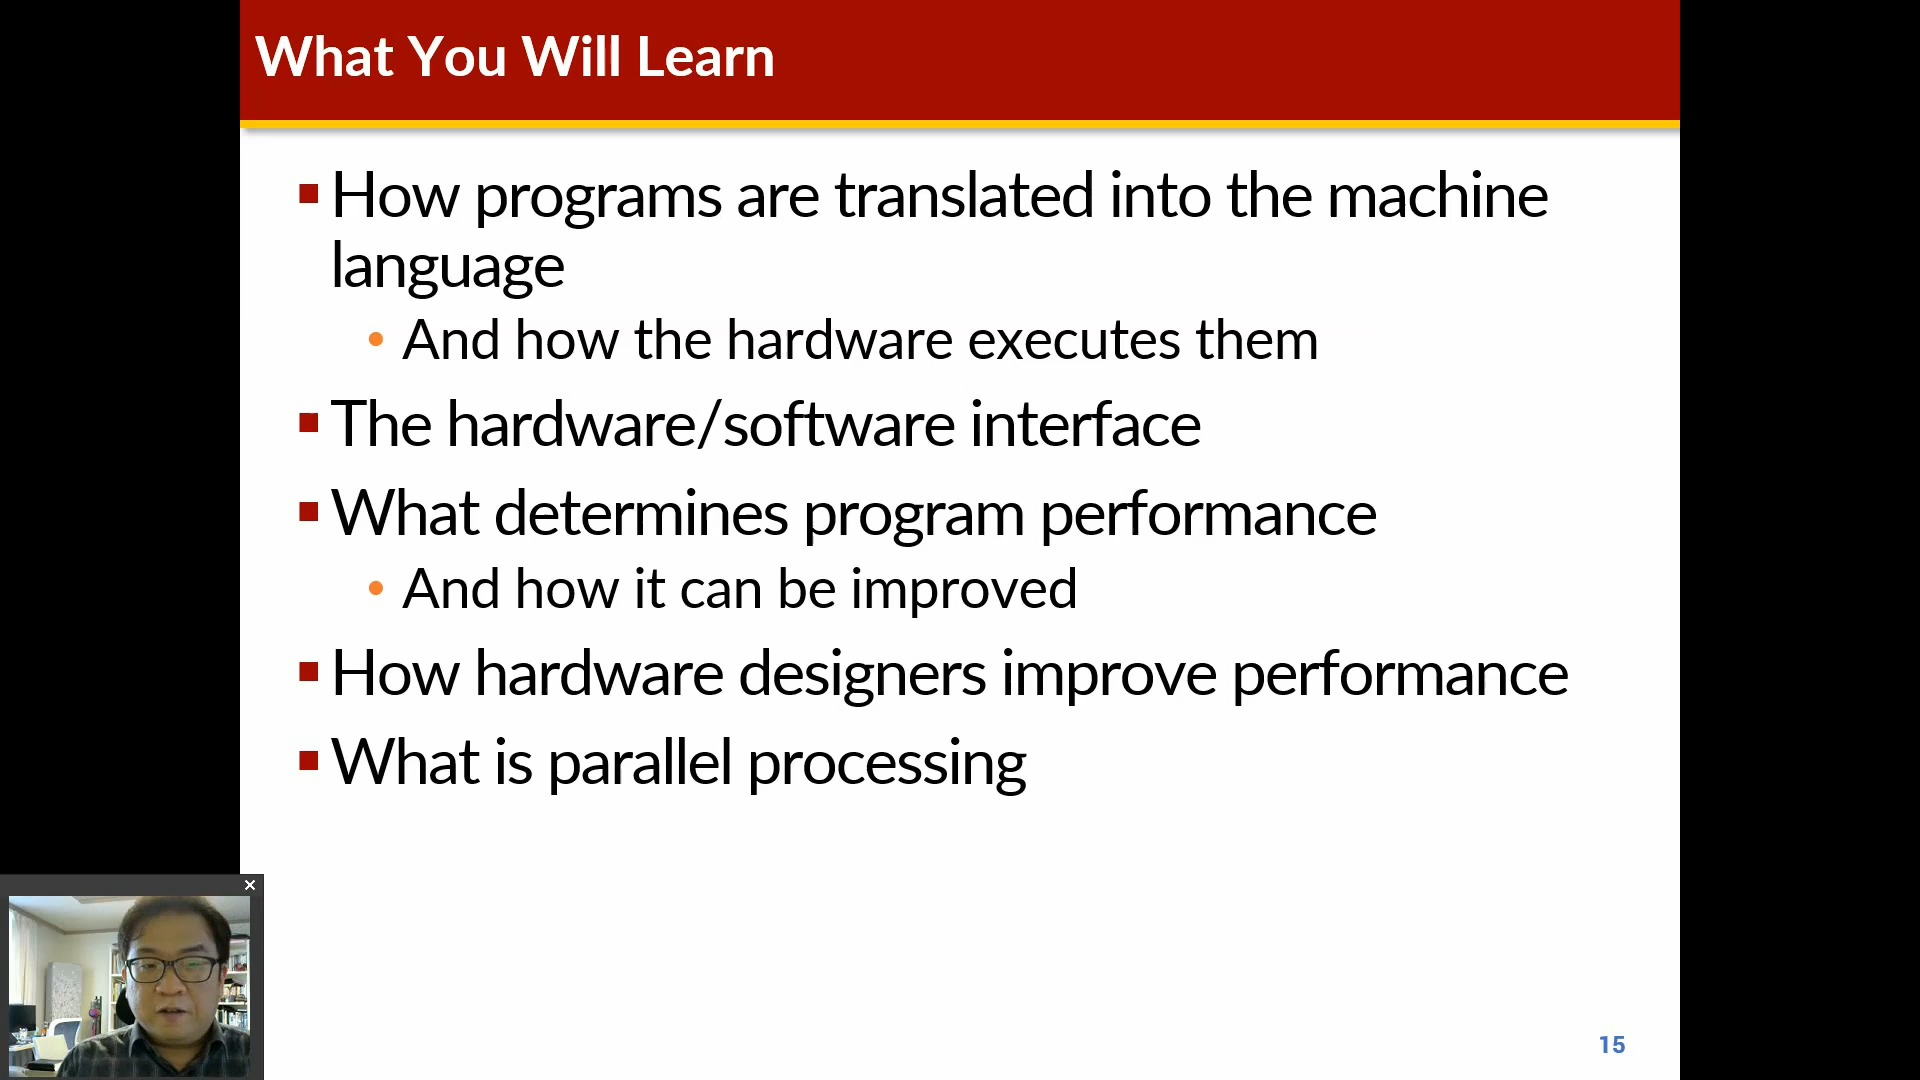 What You Will Learn
How programs are translated into the machine
language
And how the hardware executes them
The hardware/software interface
What determines program performance
And how it can be improved
How hardware designers improve performance
What is parallel processing
15